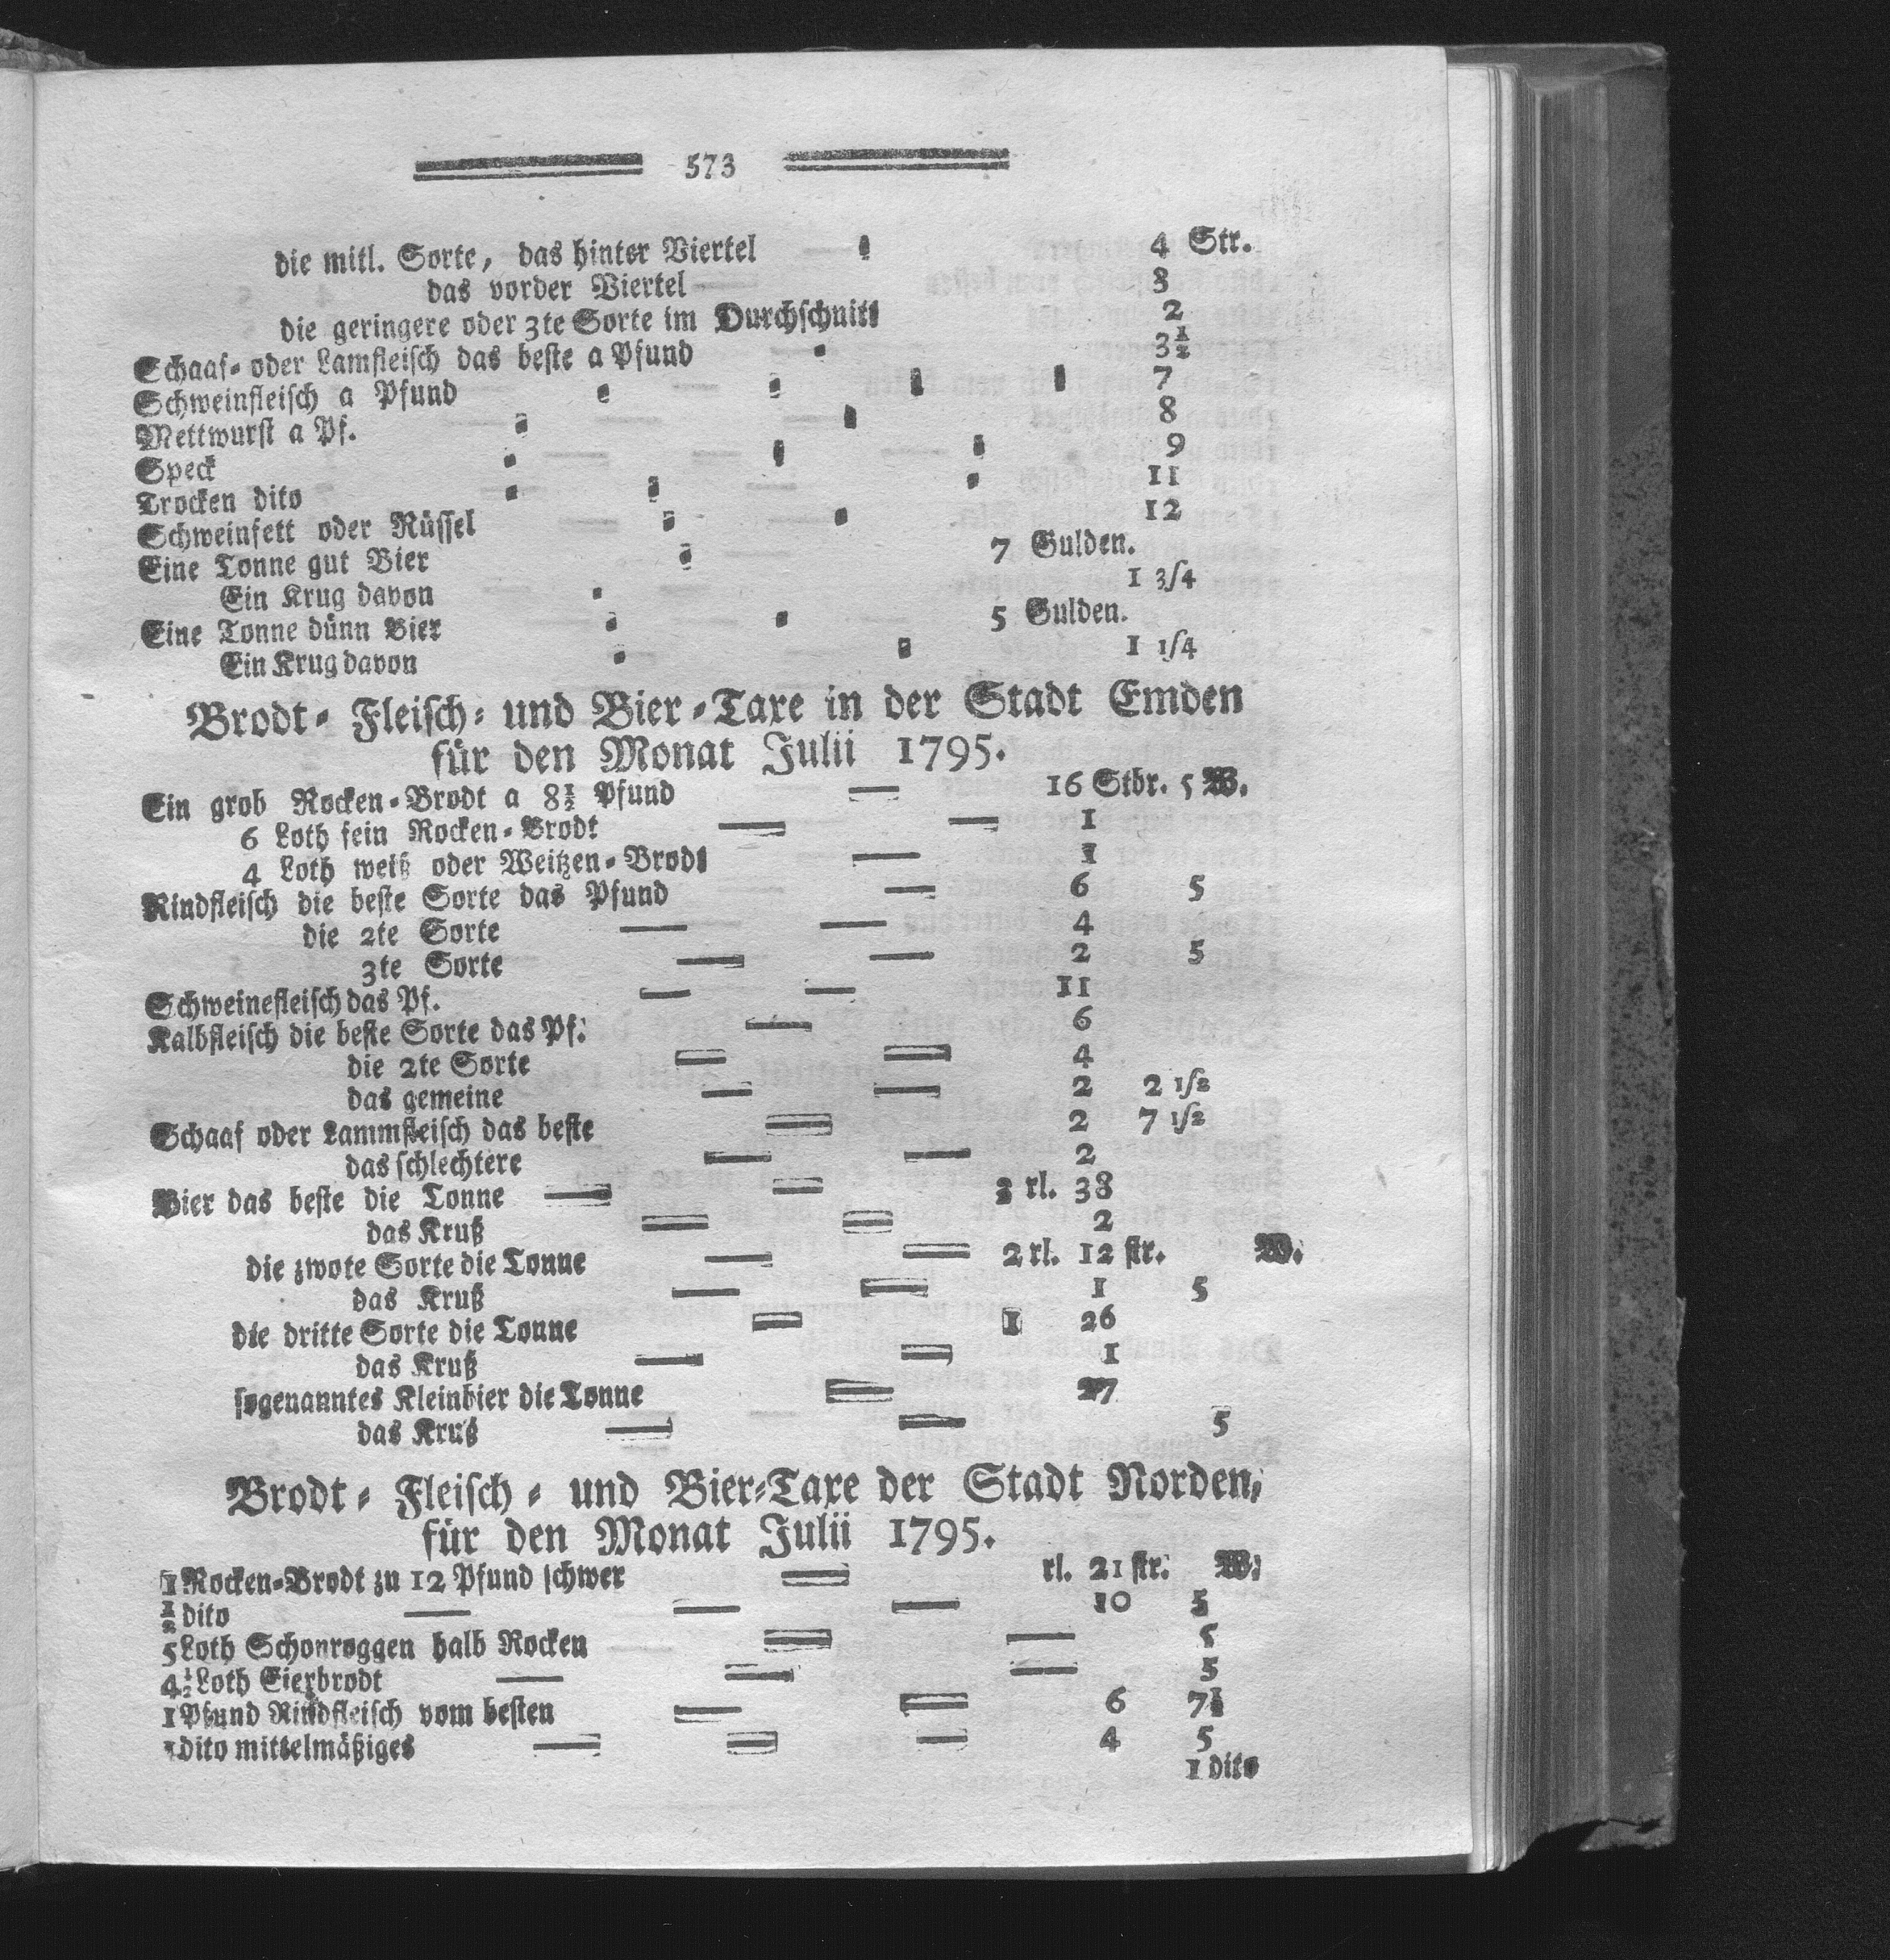 573
die mitl. Sorte, das hinter Viertel 4 Str.
das vorder Viertel 3
die geringere oder 3te Sorte im Durchschnitt 2
Schaaf- oder Lamfleisch das beste a Pfund 3½
Schweinfleisch a Pfund 7
Mettwurst a Pf. 8
Speck 9
Trocken dito 11
Schweinfett oder Rüssel 12
Eine Tonne gut Bier 7 Gulden.
Ein Krug davon 1 3/4
Eine Tonne dünn Bier 5 Gulden.
Ein Krug davon 1 1/4
Brodt- Fleisch- und Bier-Taxe in der Stadt Emden
für den Monat Julii 1795.
Ein grob Rocken-Brodt a 8½ Pfund — 16 Stbr. 5 W.
6 Loth fein Rocken-Brodt — — 1
4 Loth weiß oder Weitzen-Brodt — 1
Rindfleisch die beste Sorte das Pfund — 6 5
die 2te Sorte — — 4
3te Sorte — — 2 5
Schweinefleisch das Pf. — — 11
Kalbfleisch die beste Sorte das Pf. — 6
die 2te Sorte — — 4
das gemeine — — 2 2 1/2
Schaaf oder Lammfleisch das beste — 2 7 1/2
das schlechtere — — 2
Bier das beste die Tonne — — rl. 38
das Kruß — — 2
die zwote Sorte die Tonne — — 2 rl. 12 str. W.
das Kruß — — 1 5
die dritte Sorte die Tonne — 1 26
das Kruß — — 1
sogenanntes Kleinbier die Tonne — 27
das Kruß — — 5
Brodt- Fleisch- und Bier-Taxe der Stadt Norden,
für den Monat Julii 1795.
1 Rocken-Brodt zu 12 Pfund schwer — rl. 21 str. W.
½ dito — — — 10 5
5 Loth Schonroggen halb Rocken — — 5
4½ Loth Eierbrodt — — — 5
1 Pfund Rindfleisch vom besten — — 6 7½
1 dito mittelmäßiges — — — 4 5
1 dito